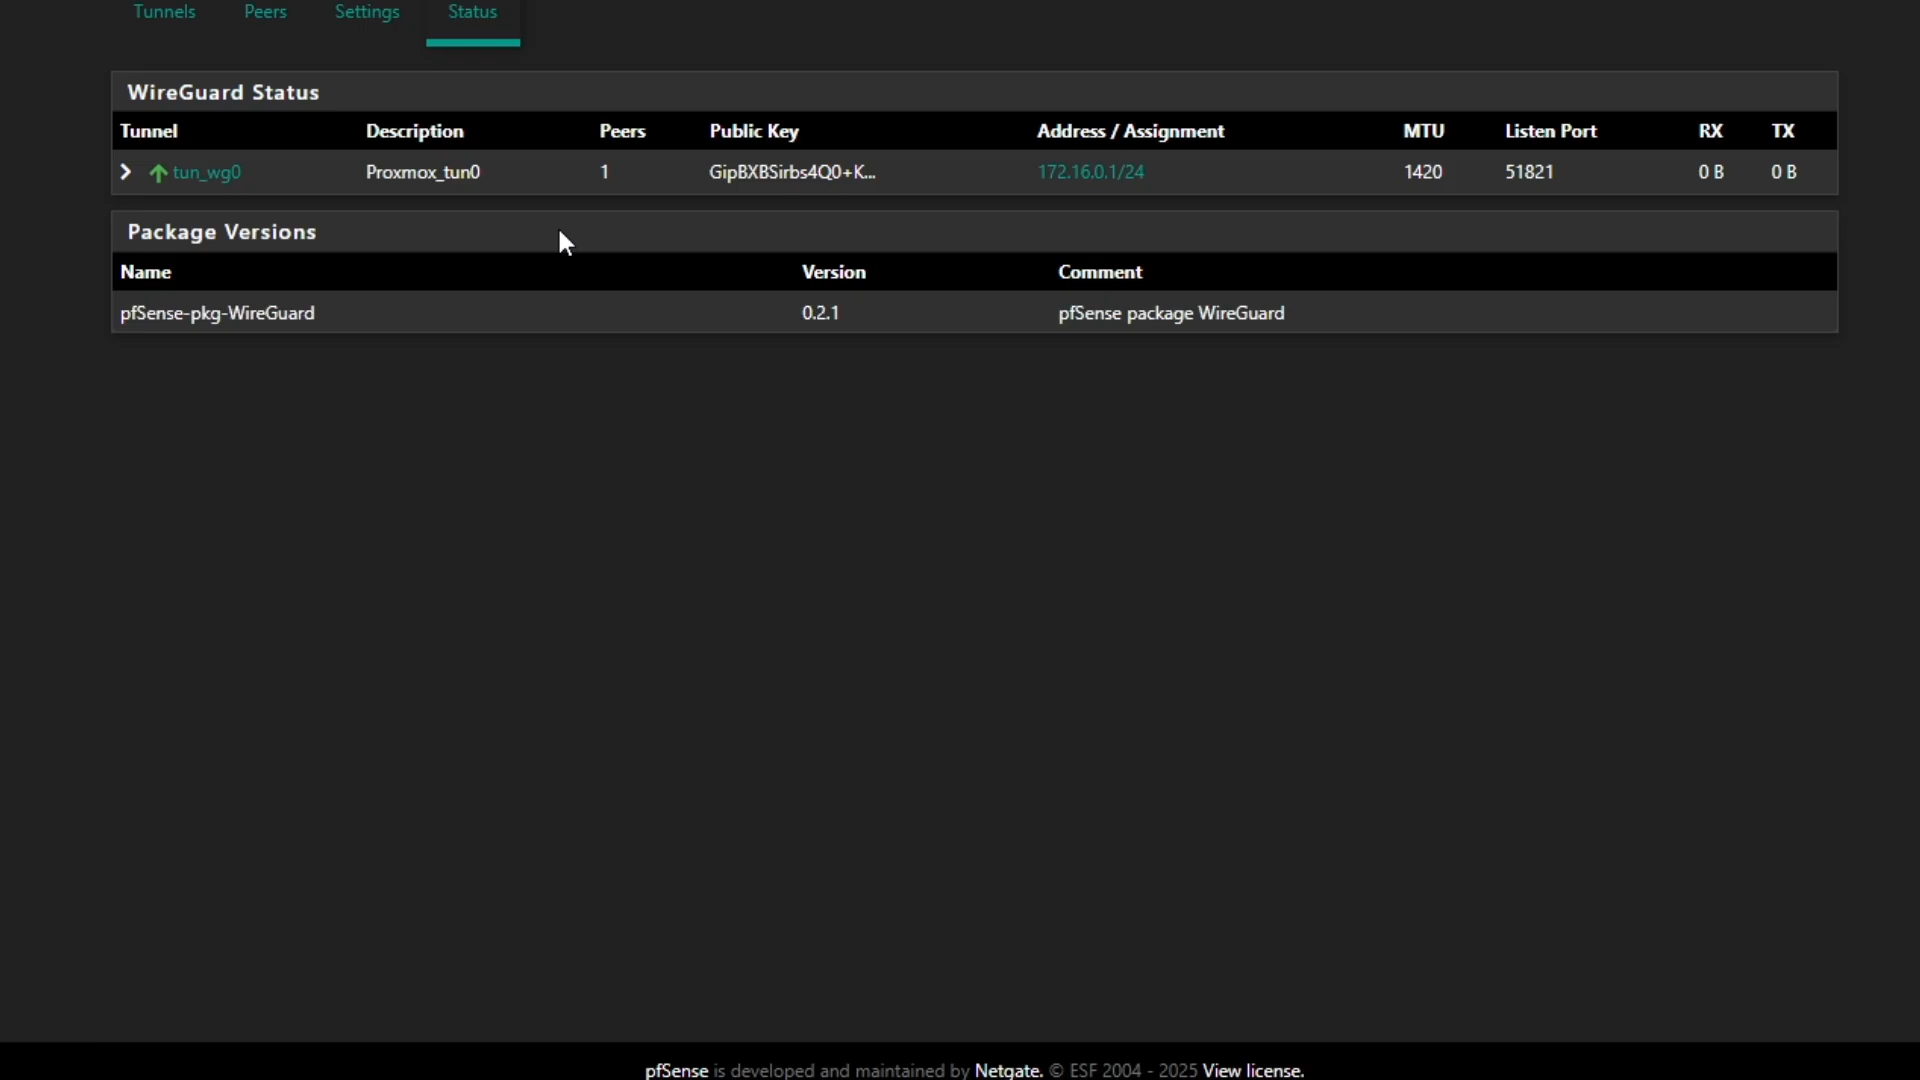 Tunnels Peers Settings Status
WireGuard Status
Tunnel Description Peers Public Key Address / Assignment MTU Listen Port RX TX
tun_wg0 Proxmox_tun0 1 GipBXBSirbs4Q0+K... 172.16.0.1/24 1420 51821 0 B 0 B
Package Versions
Name Version Comment
pfSense-pkg-WireGuard 0.2.1 pfSense package WireGuard
pfSense is developed and maintained by Netgate. © ESF 2004 - 2025 View license.